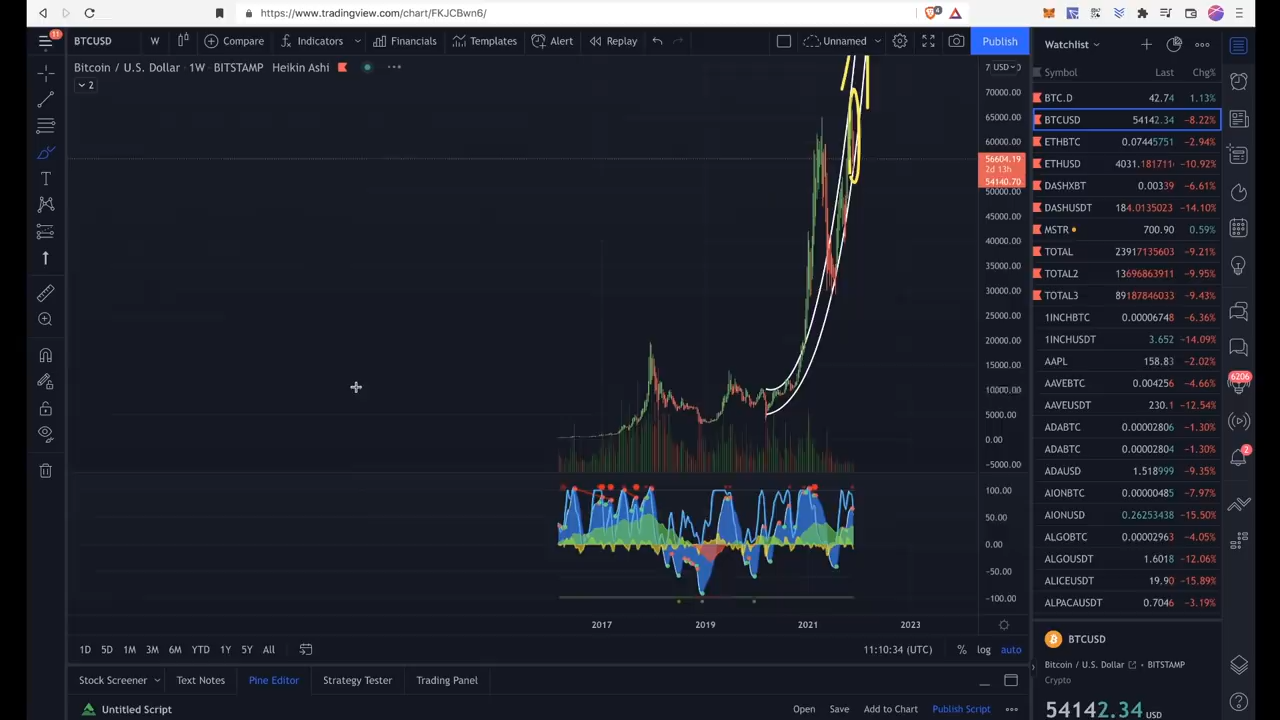 https://www.tradingview.com/chart/FKJCBwn6/
4
11
BTCUSD
W
Compare
Indicators
Financials
Templates
Alert
Replay
Unnamed
Publish
Watchlist
Bitcoin / U.S. Dollar · 1W · BITSTAMP Heikin Ashi
2
USD
70000.00
65000.00
60000.00
56604.19
2d 13h
54140.70
50000.00
45000.00
40000.00
35000.00
30000.00
25000.00
20000.00
15000.00
10000.00
5000.00
0.00
−5000.00
100.00
50.00
0.00
−50.00
−100.00
2017
2019
2021
2023
Symbol Last Chg%
BTC.D 42.74 1.13%
BTCUSD 54142.34 −8.22%
ETHBTC 0.07445751 −2.94%
ETHUSD 4031.181711 −10.92%
DASHXBT 0.00339 −6.61%
DASHUSDT 184.0135023 −14.10%
MSTR 700.90 0.59%
TOTAL 23917135603 −9.21%
TOTAL2 13696863911 −9.95%
TOTAL3 89187846033 −9.43%
1INCHBTC 0.00006748 −6.36%
1INCHUSDT 3.652 −14.09%
AAPL 158.83 −2.02%
AAVEBTC 0.004256 −4.66%
AAVEUSDT 230.1 −12.54%
ADABTC 0.00002806 −1.30%
ADABTC 0.00002806 −1.30%
ADAUSD 1.518999 −9.35%
AIONBTC 0.00000485 −7.97%
AIONUSD 0.26253438 −15.50%
ALGOBTC 0.00002963 −4.05%
ALGOUSD 1.6018 −12.06%
ALICEUSD 19.90 −15.89%
ALPACAUSDT 0.7046 −3.19%
6206
2
1D 5D 1M 3M 6M YTD 1Y 5Y All
11:10:34 (UTC)
% log auto
Stock Screener
Text Notes
Pine Editor
Strategy Tester
Trading Panel
BTCUSD
Bitcoin / U.S. Dollar • BITSTAMP
Crypto
54142.34 USD
Untitled Script
Open
Save
Add to Chart
Publish Script